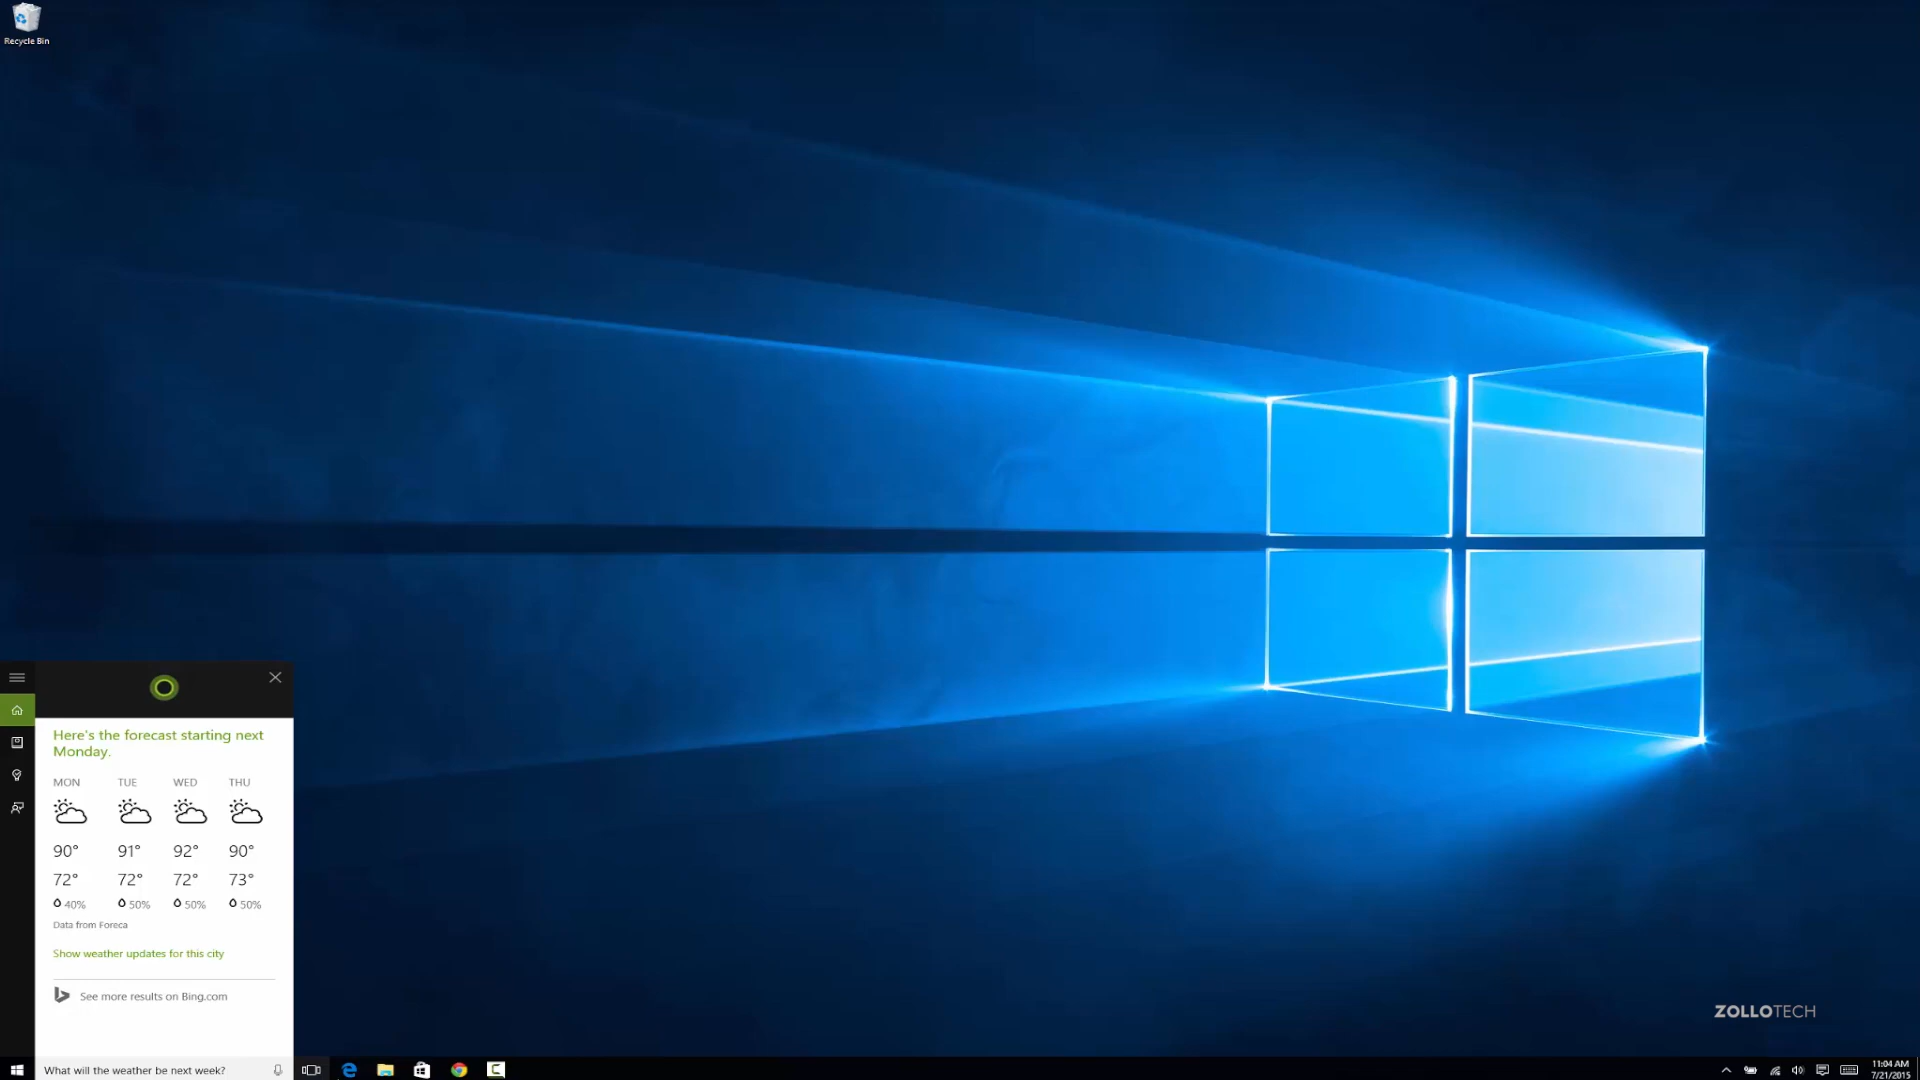 Recycle Bin
Here's the forecast starting next
Monday.
MON TUE WED THU
90° 91° 92° 90°
72° 72° 72° 73°
40% 50% 50% 50%
Data from Foreca
Show weather updates for this city
See more results on Bing.com
ZOLLOTECH
What will the weather be next week?
11:04 AM
7/21/2015